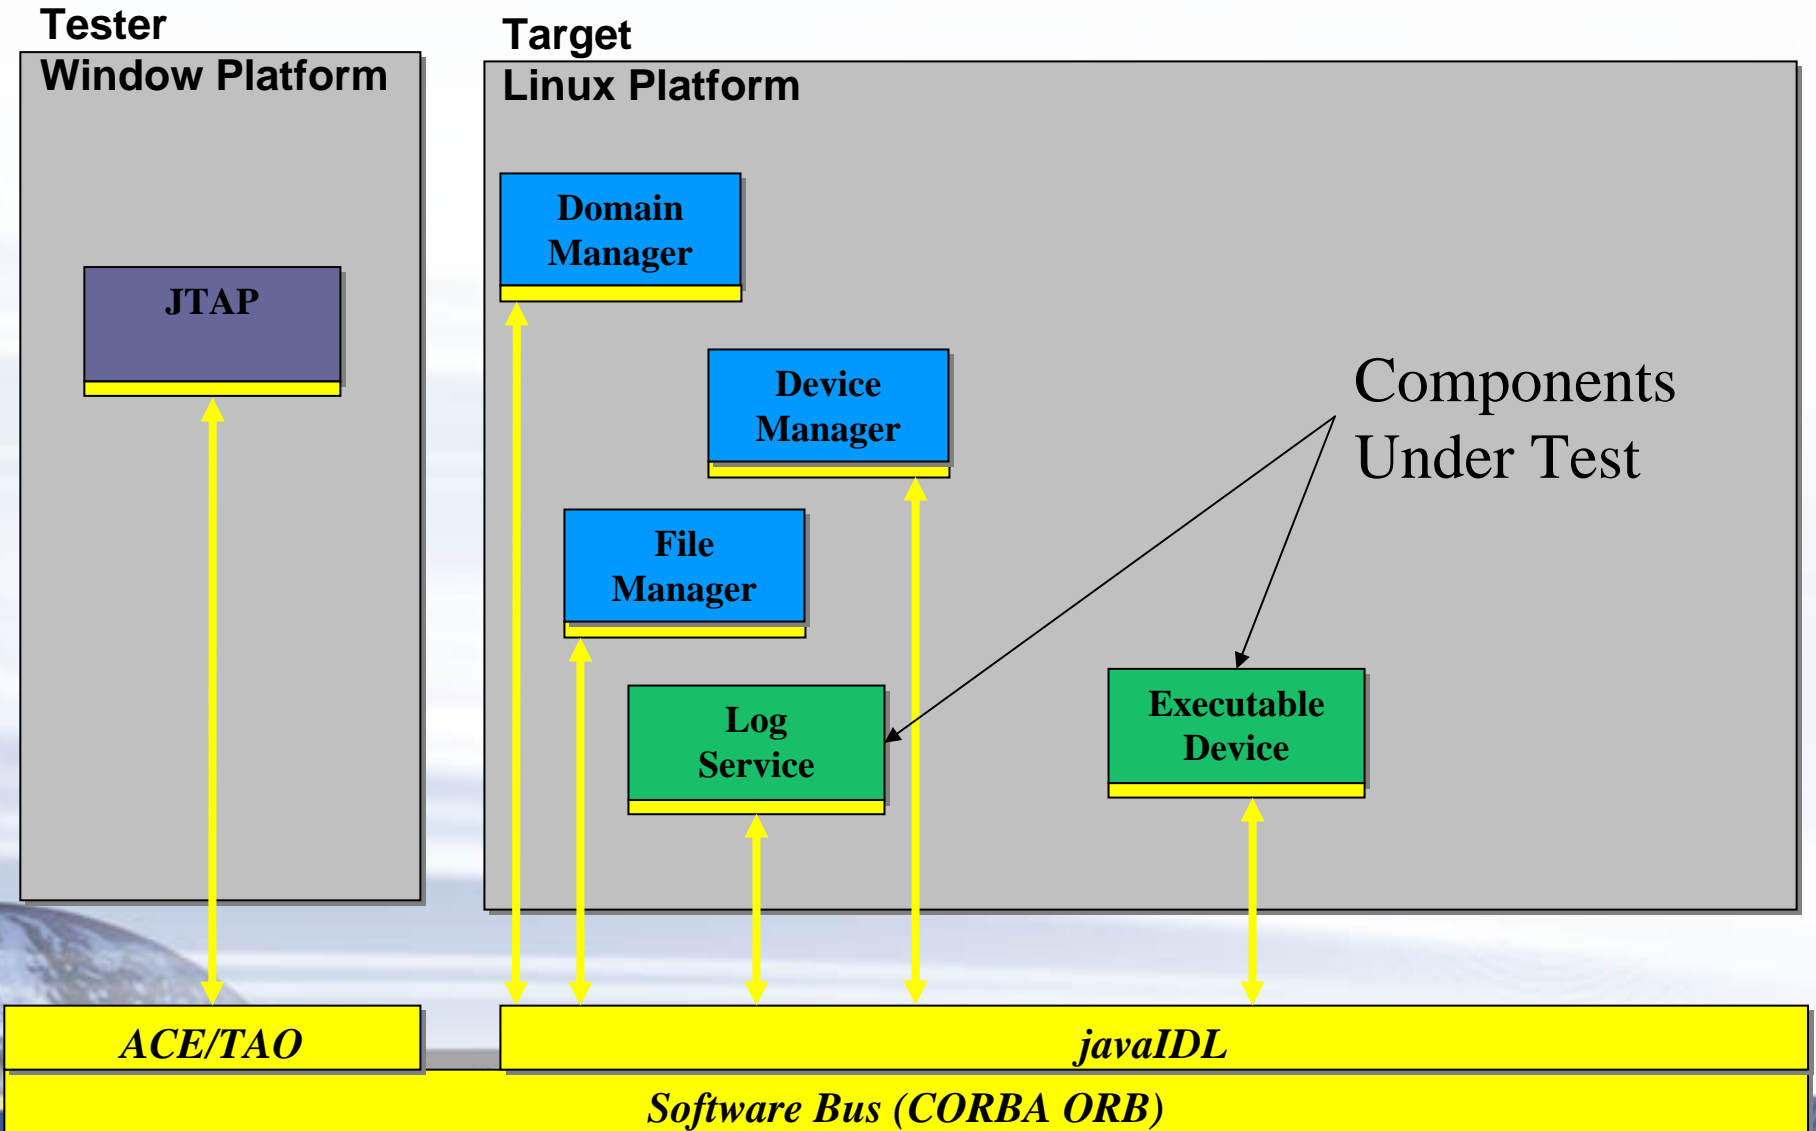 Tester
Window Platform
Target
Linux Platform
Domain
Manager
JTAP
Device
Manager
Components
Under Test
File
Manager
Log
Service
Executable
Device
ACE/TAO
javaIDL
Software Bus (CORBA ORB)